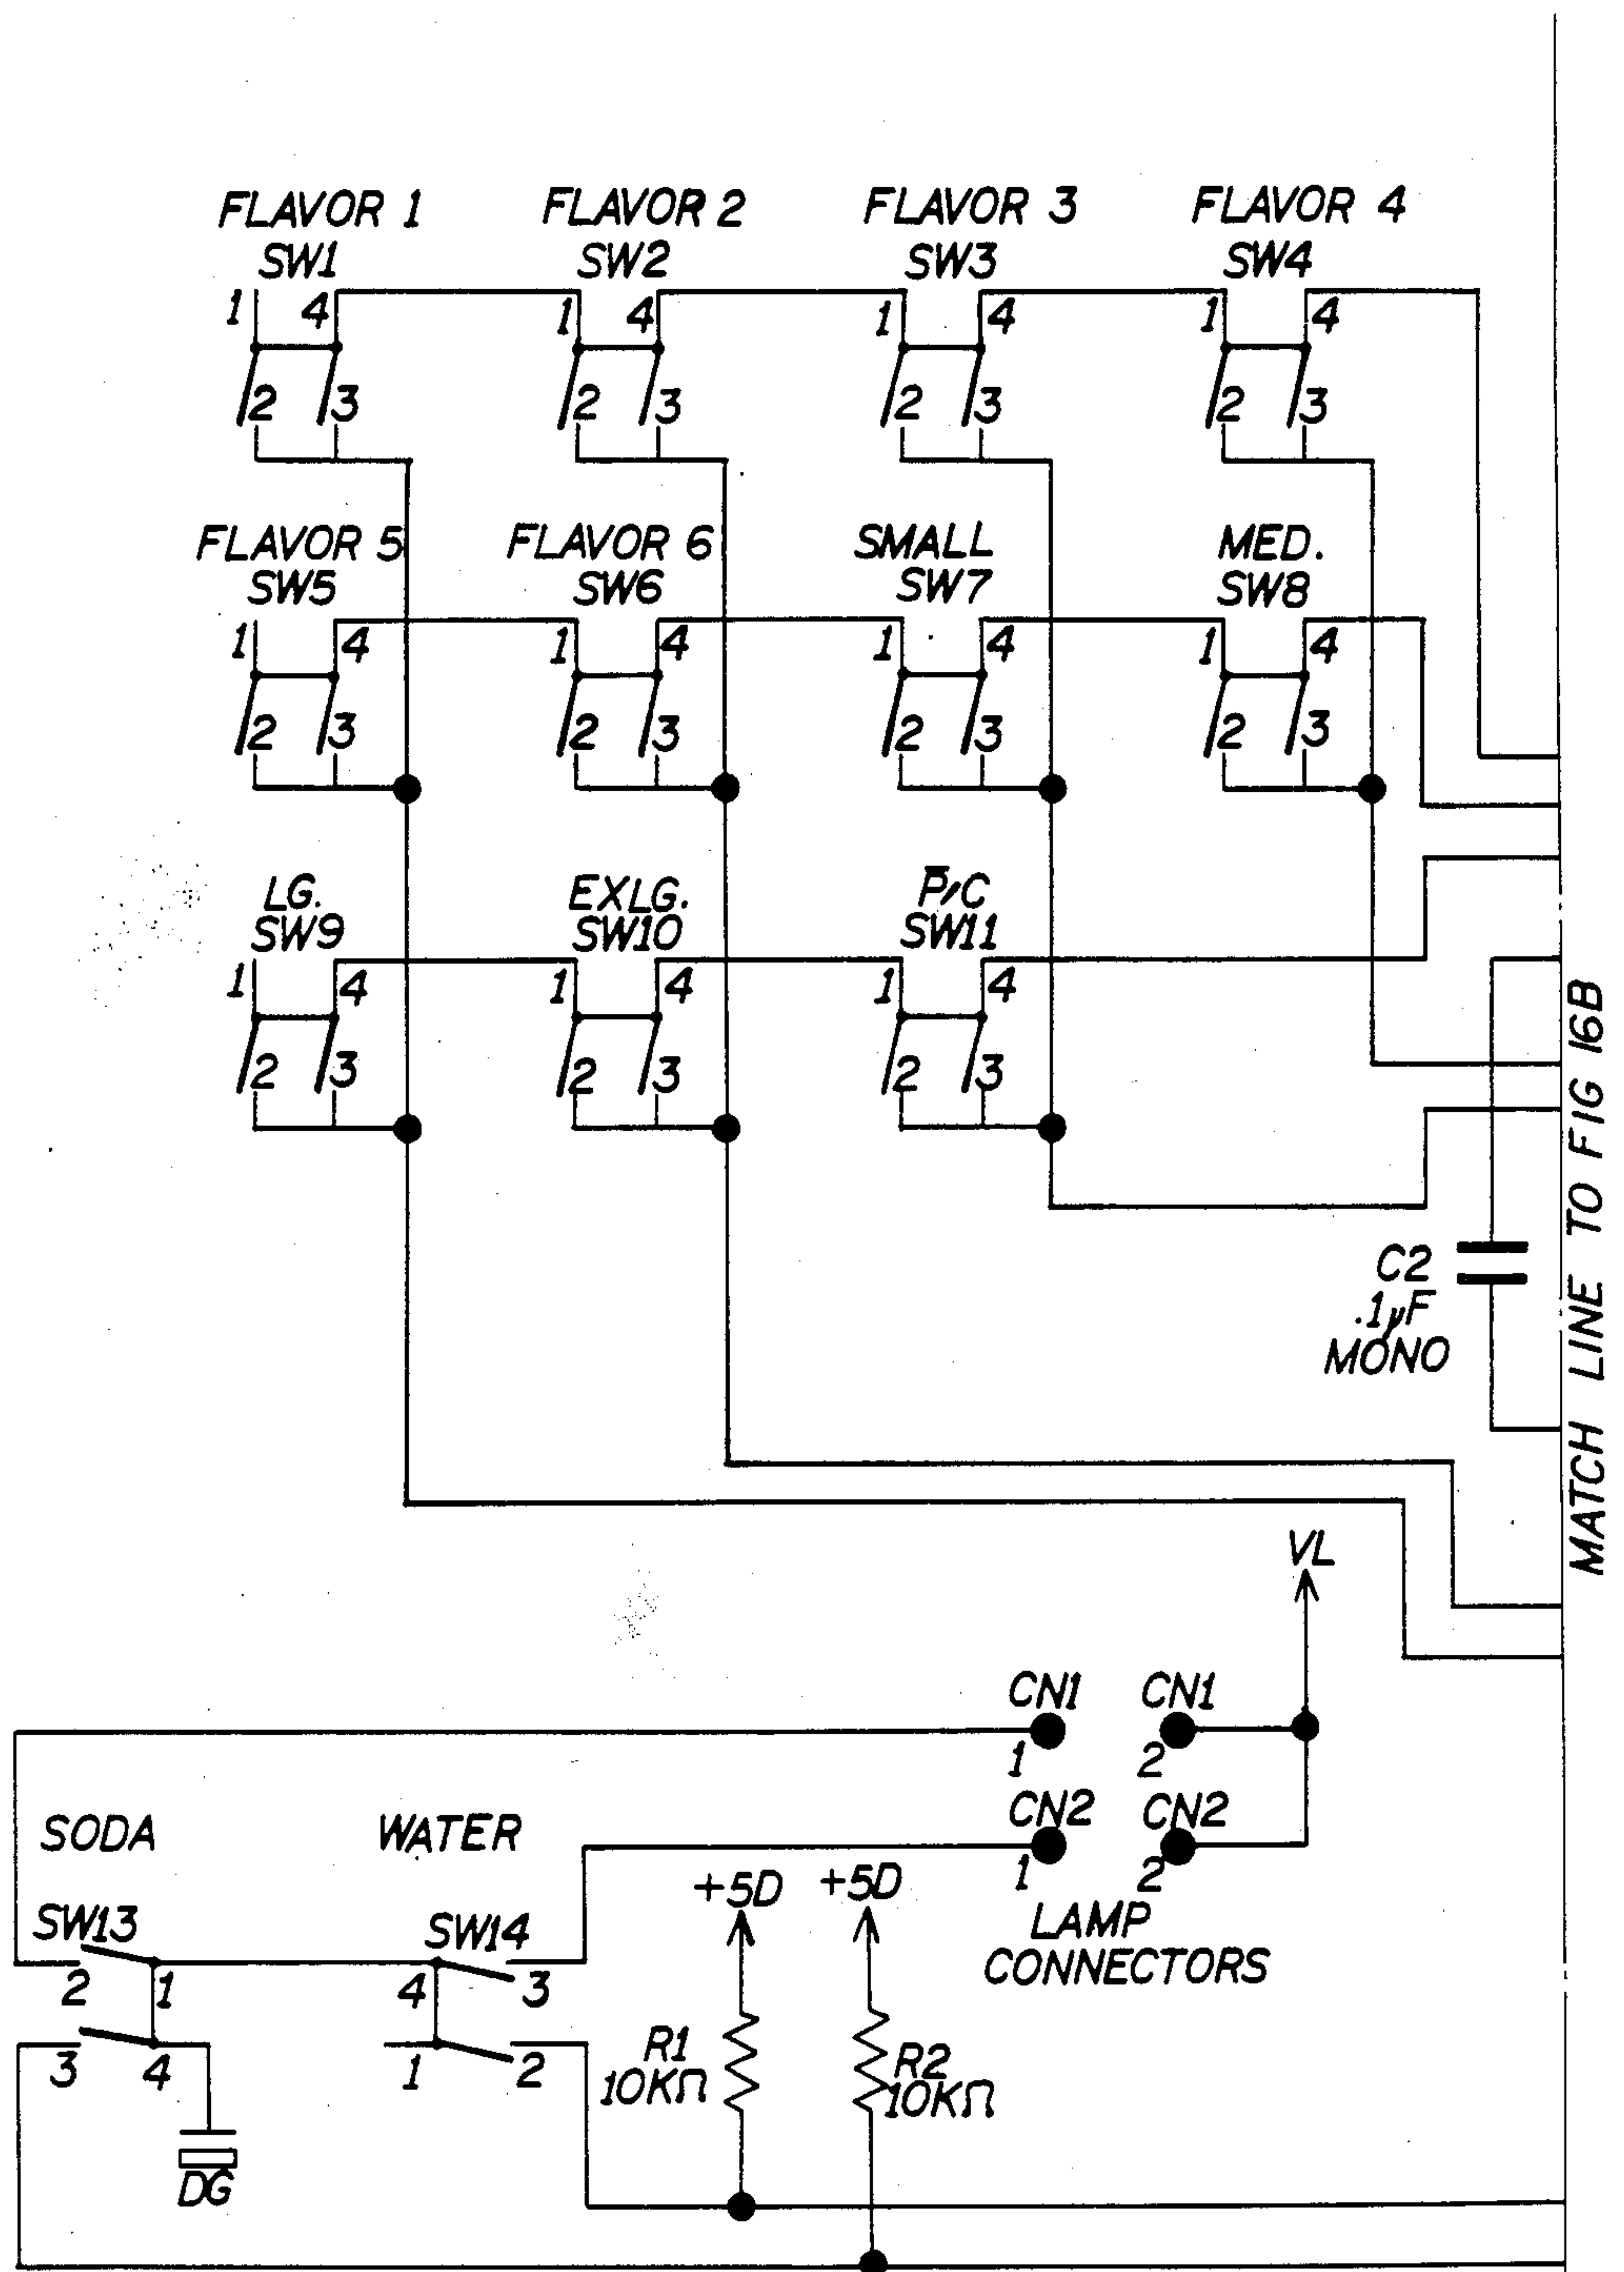 FLAVOR 1
SW1
FLAVOR 2
SW2
FLAVOR 3
SW3
FLAVOR 4
SW4
1 4
1 4
1 4
1 4
2 3
2 3
2 3
2 3
FLAVOR 5
SW5
FLAVOR 6
SW6
SMALL
SW7
MED.
SW8
1 4
1 4
1 4
1 4
2 3
2 3
2 3
2 3
LG.
SW9
EXLG.
SW10
P̅/C
SW11
1 4
1 4
1 4
2 3
2 3
2 3
C2
.1µF
MONO
MATCH LINE TO FIG 16B
VL
CN1
1
CN1
2
CN2
1
CN2
2
LAMP
CONNECTORS
SODA
WATER
SW13
SW14
2 1
4 3
3 4
1 2
DG
+5D
+5D
R1
10KΩ
R2
10KΩ